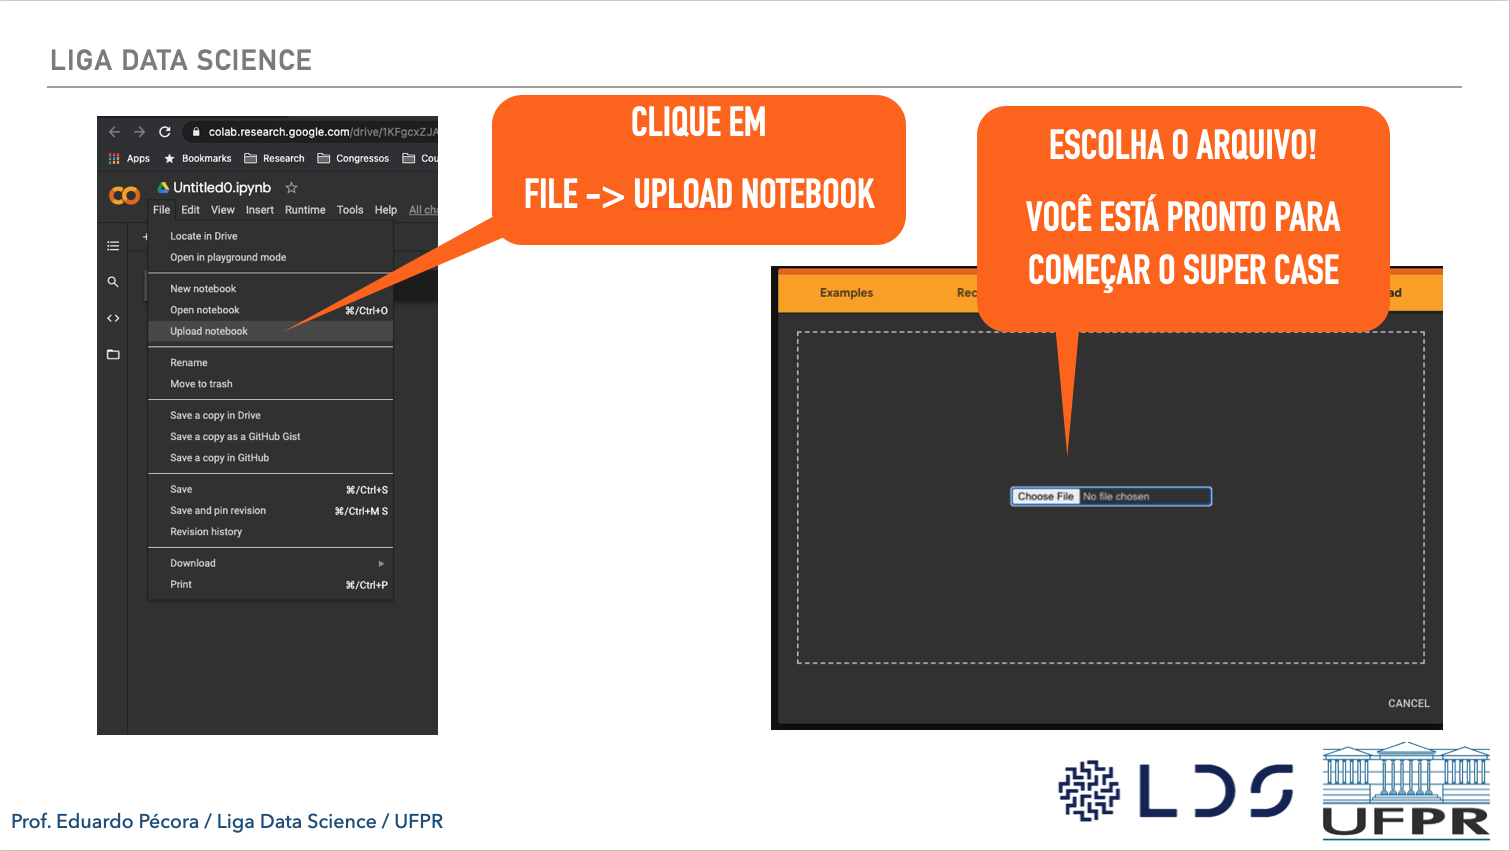 LIGA DATA SCIENCE
CLIQUE EM
FILE -> UPLOAD NOTEBOOK
ESCOLHA O ARQUIVO!
VOCÊ ESTÁ PRONTO PARA
COMEÇAR O SUPER CASE
colab.research.google.com/drive/1KFgcxZJA
Apps Bookmarks Research Congressos Cou
Untitled0.ipynb
File Edit View Insert Runtime Tools Help All cha
Locate in Drive
Open in playground mode
New notebook
Open notebook ⌘/Ctrl+O
Upload notebook
Rename
Move to trash
Save a copy in Drive
Save a copy as a GitHub Gist
Save a copy in GitHub
Save ⌘/Ctrl+S
Save and pin revision ⌘/Ctrl+M S
Revision history
Download
Print ⌘/Ctrl+P
Examples Rec ad
Choose File No file chosen
CANCEL
LDS
UFPR
Prof. Eduardo Pécora / Liga Data Science / UFPR